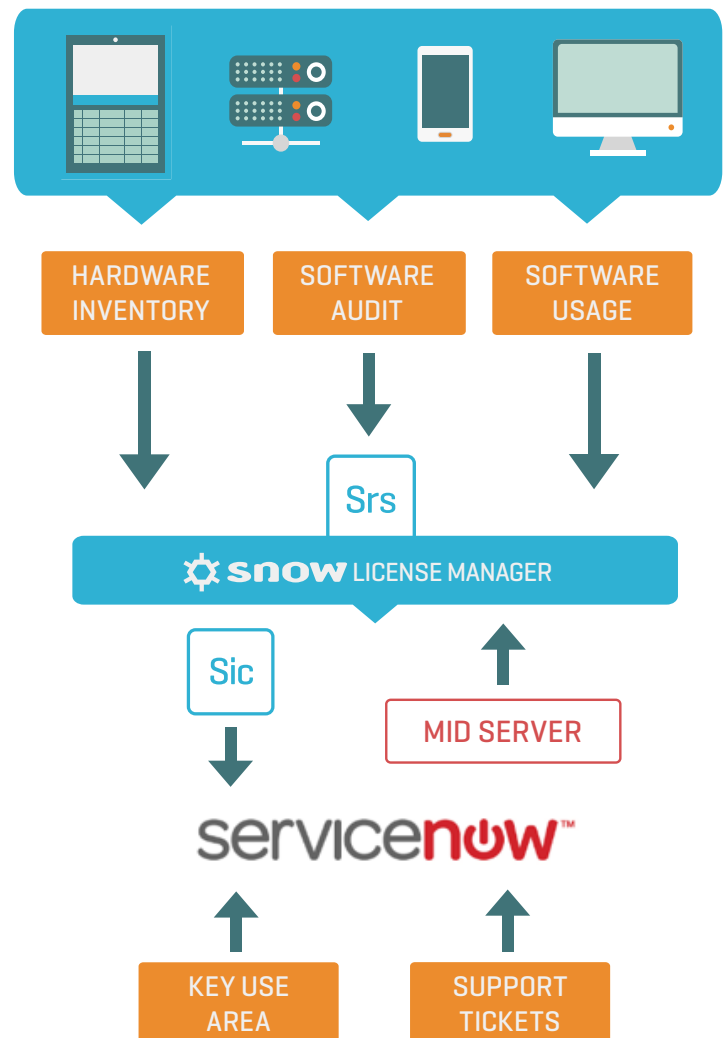 HARDWARE
INVENTORY
SOFTWARE
AUDIT
SOFTWARE
USAGE
Srs
snow LICENSE MANAGER
Sic
MID SERVER
servicenow™
KEY USE
AREA
SUPPORT
TICKETS